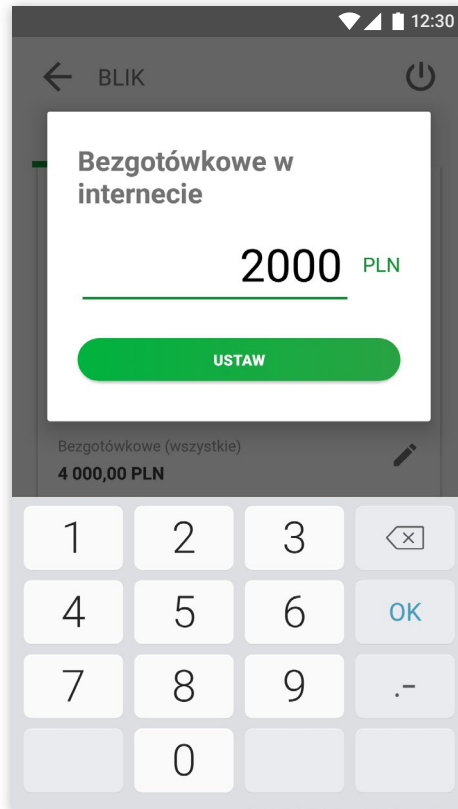 12:30
BLIK
Bezgotówkowe w
internecie
2000 PLN
USTAW
Bezgotówkowe (wszystkie)
4 000,00 PLN
1 2 3
4 5 6 OK
7 8 9 .-
0